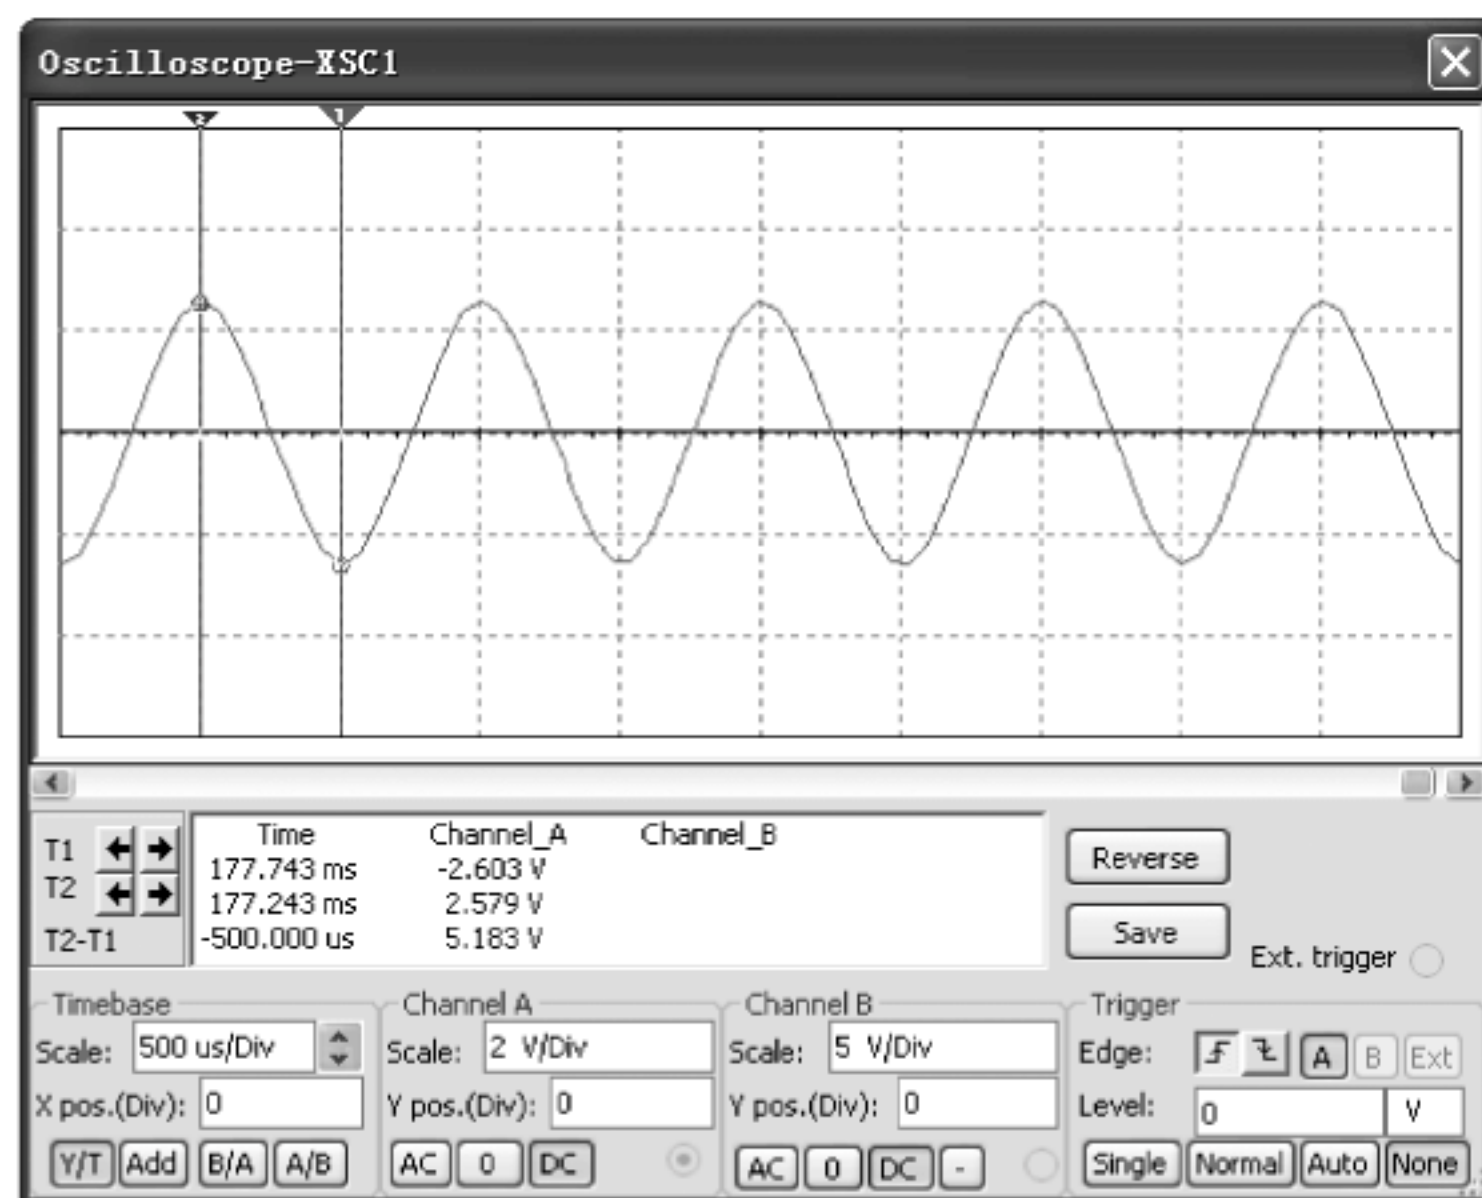 Oscilloscope-XSC1
2 1
Time Channel_A Channel_B
T1 177.743 ms -2.603 V
T2 177.243 ms 2.579 V
T2-T1 -500.000 us 5.183 V
Reverse
Save
Ext. trigger
Timebase Channel A Channel B Trigger
Scale: 500 us/Div Scale: 2 V/Div Scale: 5 V/Div Edge: A B Ext
X pos.(Div): 0 Y pos.(Div): 0 Y pos.(Div): 0 Level: 0 V
Y/T Add B/A A/B AC 0 DC AC 0 DC - Single Normal Auto None